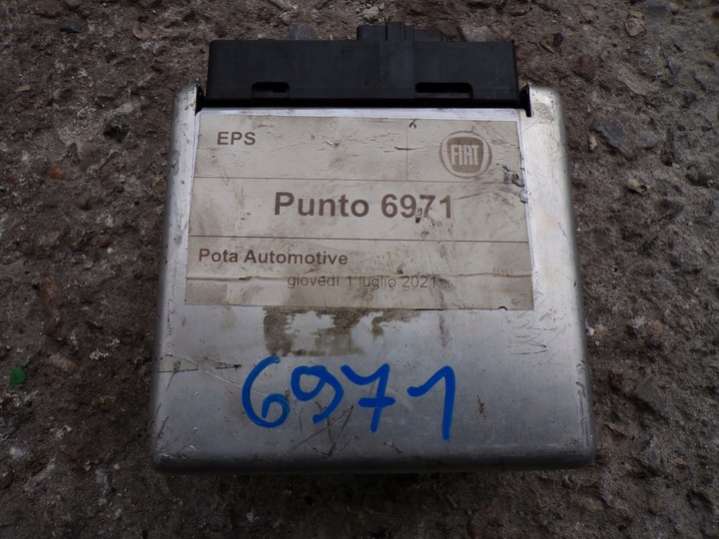 EPS
FIAT
Punto 6971
Pota Automotive
giovedì 1 luglio 2021
6971